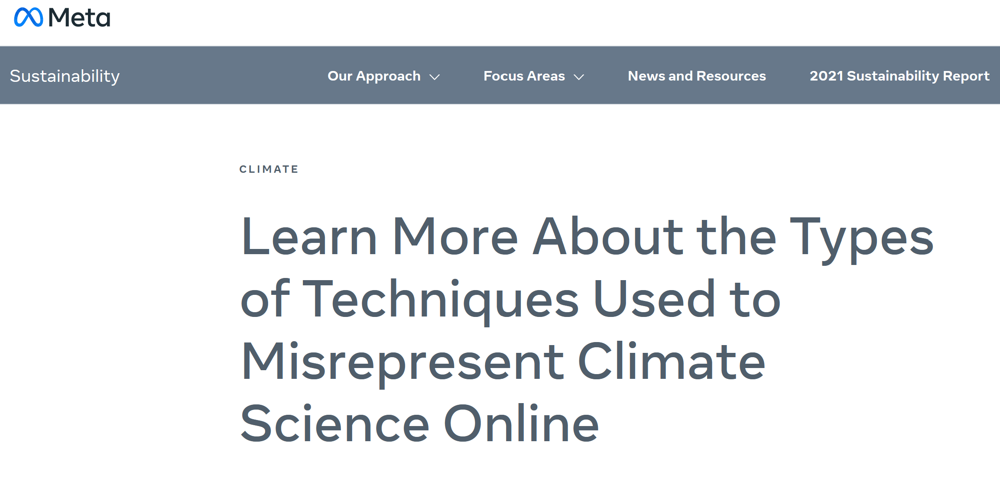 Meta
Sustainability
Our Approach
Focus Areas
News and Resources
2021 Sustainability Report
CLIMATE
Learn More About the Types
of Techniques Used to
Misrepresent Climate
Science Online